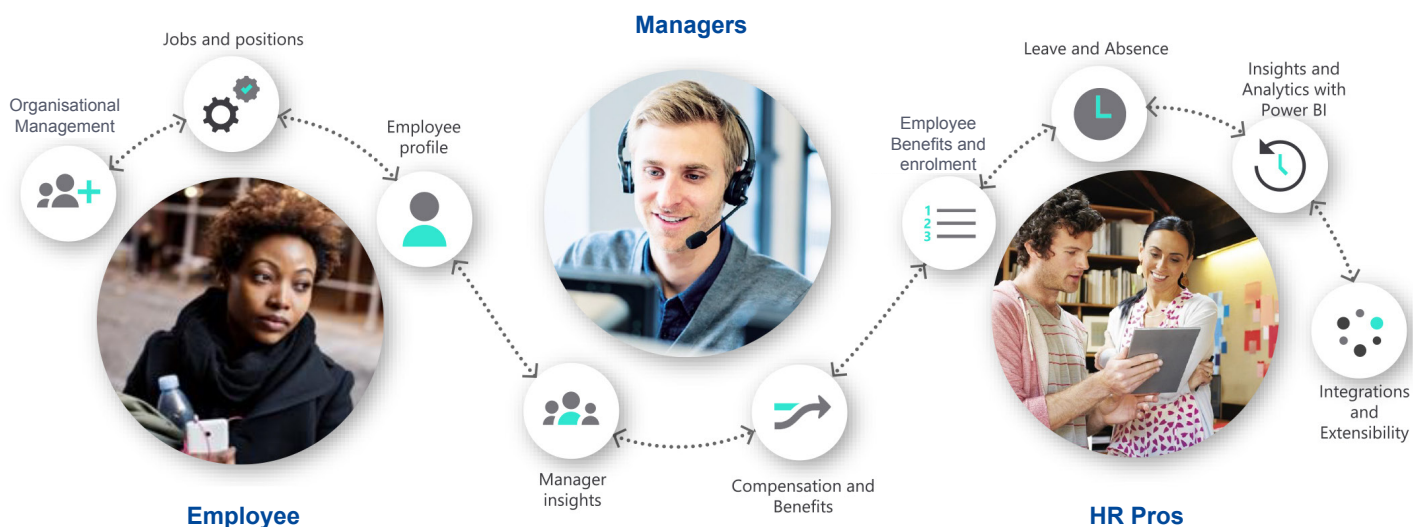 Managers
Jobs and positions
Organisational
Management
Employee
profile
Manager
insights
Compensation and
Benefits
Employee
Benefits and
enrolment
Leave and Absence
Insights and
Analytics with
Power BI
1
2
3
Integrations
and
Extensibility
Employee
HR Pros